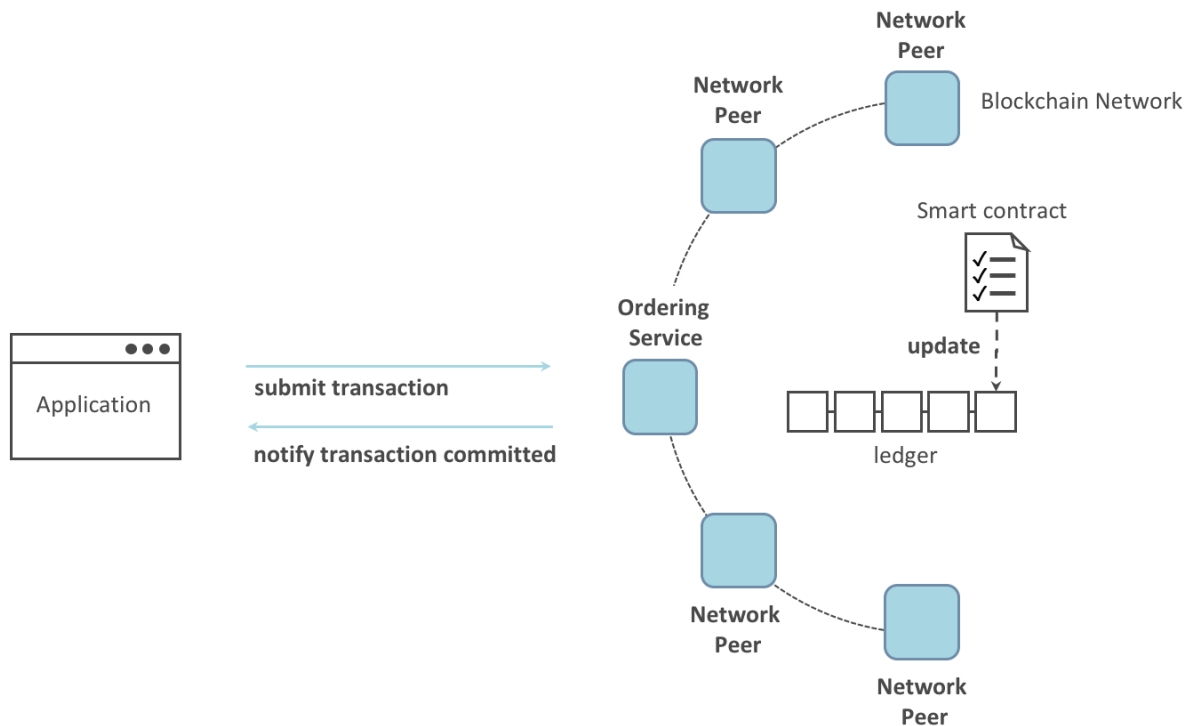 Network
Peer
Network
Peer
Blockchain Network
Smart contract
Ordering
Service
update
Application
submit transaction
notify transaction committed
ledger
Network
Peer
Network
Peer